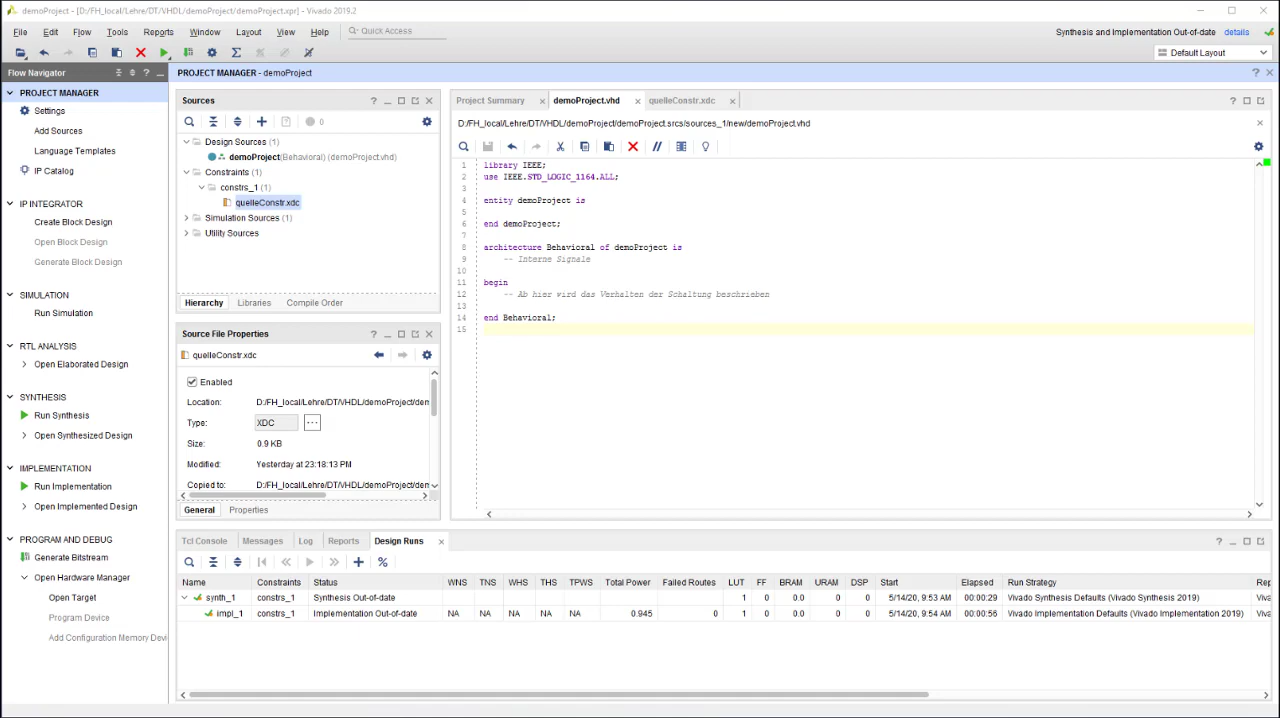 demoProject - [D:/FH_local/Lehre/DT/VHDL/demoProject/demoProject.xpr] - Vivado 2019.2
File Edit Flow Tools Reports Window Layout View Help Quick Access
Synthesis and Implementation Out-of-date details
Default Layout
Flow Navigator
PROJECT MANAGER - demoProject
PROJECT MANAGER
Settings
Add Sources
Language Templates
IP Catalog
IP INTEGRATOR
Create Block Design
Open Block Design
Generate Block Design
SIMULATION
Run Simulation
RTL ANALYSIS
Open Elaborated Design
SYNTHESIS
Run Synthesis
Open Synthesized Design
IMPLEMENTATION
Run Implementation
Open Implemented Design
PROGRAM AND DEBUG
Generate Bitstream
Open Hardware Manager
Open Target
Program Device
Add Configuration Memory Devi
Sources
0
Design Sources (1)
demoProject(Behavioral) (demoProject.vhd)
Constraints (1)
constrs_1 (1)
quelleConstr.xdc
Simulation Sources (1)
Utility Sources
Hierarchy Libraries Compile Order
Source File Properties
quelleConstr.xdc
Enabled
Location: D:/FH_local/Lehre/DT/VHDL/demoProject/den
Type: XDC ...
Size: 0.9 KB
Modified: Yesterday at 23:18:13 PM
Copied to: D:/FH_local/Lehre/DT/VHDL/demoProject/den
General Properties
Project Summary demoProject.vhd quelleConstr.xdc
D:/FH_local/Lehre/DT/VHDL/demoProject/demoProject.srcs/sources_1/new/demoProject.vhd
1 library IEEE;
2 use IEEE.STD_LOGIC_1164.ALL;
3
4 entity demoProject is
5
6 end demoProject;
7
8 architecture Behavioral of demoProject is
9 -- Interne Signale
10
11 begin
12 -- Ab hier wird das Verhalten der Schaltung beschrieben
13
14 end Behavioral;
15
Tcl Console Messages Log Reports Design Runs
Name Constraints Status WNS TNS WHS THS TPWS Total Power Failed Routes LUT FF BRAM URAM DSP Start Elapsed Run Strategy Rep
synth_1 constrs_1 Synthesis Out-of-date 1 0 0.0 0 0 5/14/20, 9:53 AM 00:00:29 Vivado Synthesis Defaults (Vivado Synthesis 2019) Viva
impl_1 constrs_1 Implementation Out-of-date NA NA NA NA NA 0.945 0 1 0 0.0 0 0 5/14/20, 9:54 AM 00:00:56 Vivado Implementation Defaults (Vivado Implementation 2019) Viva